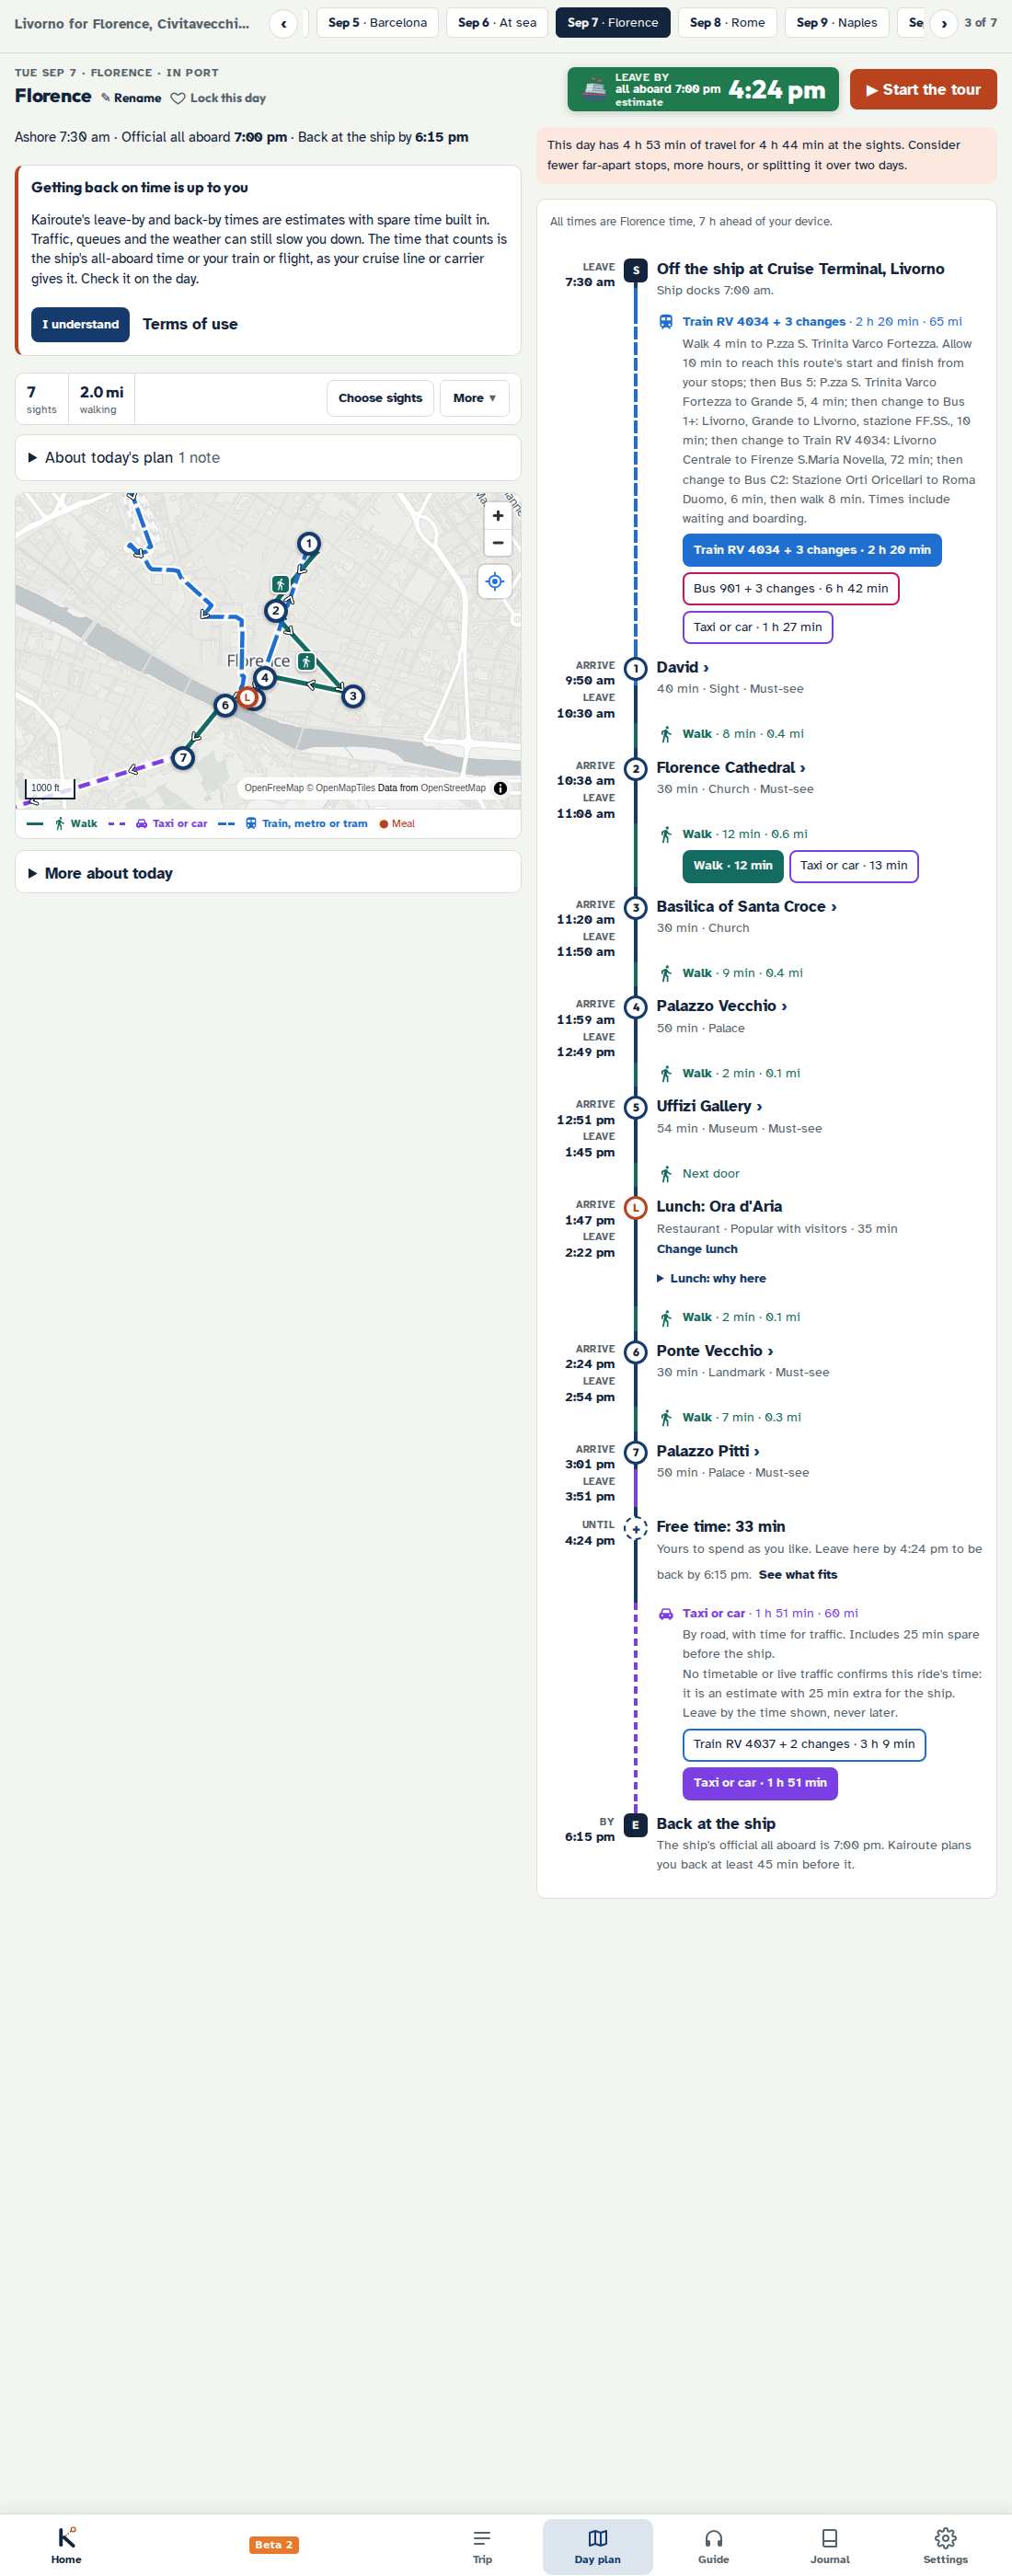 Livorno for Florence, Civitavecchi...
‹
Sep 5 · Barcelona
Sep 6 · At sea
Sep 7 · Florence
Sep 8 · Rome
Sep 9 · Naples
Se
›
3 of 7
TUE SEP 7 · FLORENCE · IN PORT
Florence ✎ Rename Lock this day
LEAVE BY
all aboard 7:00 pm
estimate
4:24 pm
▶ Start the tour
Ashore 7:30 am · Official all aboard 7:00 pm · Back at the ship by 6:15 pm
Getting back on time is up to you
Kairoute's leave-by and back-by times are estimates with spare time built in.
Traffic, queues and the weather can still slow you down. The time that counts is
the ship's all-aboard time or your train or flight, as your cruise line or carrier
gives it. Check it on the day.
I understand
Terms of use
7
sights
2.0 mi
walking
Choose sights
More ▼
▶ About today's plan 1 note
+
−
1
2
3
4
6
7
L
Florence
1000 ft
OpenFreeMap © OpenMapTiles Data from OpenStreetMap
Walk
Taxi or car
Train, metro or tram
Meal
▶ More about today
This day has 4 h 53 min of travel for 4 h 44 min at the sights. Consider
fewer far-apart stops, more hours, or splitting it over two days.
All times are Florence time, 7 h ahead of your device.
LEAVE
7:30 am
S
Off the ship at Cruise Terminal, Livorno
Ship docks 7:00 am.
Train RV 4034 + 3 changes · 2 h 20 min · 65 mi
Walk 4 min to P.zza S. Trinita Varco Fortezza. Allow
10 min to reach this route's start and finish from
your stops; then Bus 5: P.zza S. Trinita Varco
Fortezza to Grande 5, 4 min; then change to Bus
1+: Livorno, Grande to Livorno, stazione FF.SS., 10
min; then change to Train RV 4034: Livorno
Centrale to Firenze S.Maria Novella, 72 min; then
change to Bus C2: Stazione Orti Oricellari to Roma
Duomo, 6 min, then walk 8 min. Times include
waiting and boarding.
Train RV 4034 + 3 changes · 2 h 20 min
Bus 901 + 3 changes · 6 h 42 min
Taxi or car · 1 h 27 min
ARRIVE
9:50 am
LEAVE
10:30 am
1
David ›
40 min · Sight · Must-see
Walk · 8 min · 0.4 mi
ARRIVE
10:38 am
LEAVE
11:08 am
2
Florence Cathedral ›
30 min · Church · Must-see
Walk · 12 min · 0.6 mi
Walk · 12 min
Taxi or car · 13 min
ARRIVE
11:20 am
LEAVE
11:50 am
3
Basilica of Santa Croce ›
30 min · Church
Walk · 9 min · 0.4 mi
ARRIVE
11:59 am
LEAVE
12:49 pm
4
Palazzo Vecchio ›
50 min · Palace
Walk · 2 min · 0.1 mi
ARRIVE
12:51 pm
LEAVE
1:45 pm
5
Uffizi Gallery ›
54 min · Museum · Must-see
Next door
ARRIVE
1:47 pm
LEAVE
2:22 pm
L
Lunch: Ora d'Aria
Restaurant · Popular with visitors · 35 min
Change lunch
▶ Lunch: why here
Walk · 2 min · 0.1 mi
ARRIVE
2:24 pm
LEAVE
2:54 pm
6
Ponte Vecchio ›
30 min · Landmark · Must-see
Walk · 7 min · 0.3 mi
ARRIVE
3:01 pm
LEAVE
3:51 pm
7
Palazzo Pitti ›
50 min · Palace · Must-see
UNTIL
4:24 pm
+
Free time: 33 min
Yours to spend as you like. Leave here by 4:24 pm to be
back by 6:15 pm. See what fits
Taxi or car · 1 h 51 min · 60 mi
By road, with time for traffic. Includes 25 min spare
before the ship.
No timetable or live traffic confirms this ride's time:
it is an estimate with 25 min extra for the ship.
Leave by the time shown, never later.
Train RV 4037 + 2 changes · 3 h 9 min
Taxi or car · 1 h 51 min
BY
6:15 pm
E
Back at the ship
The ship's official all aboard is 7:00 pm. Kairoute plans
you back at least 45 min before it.
Home
Beta 2
Trip
Day plan
Guide
Journal
Settings